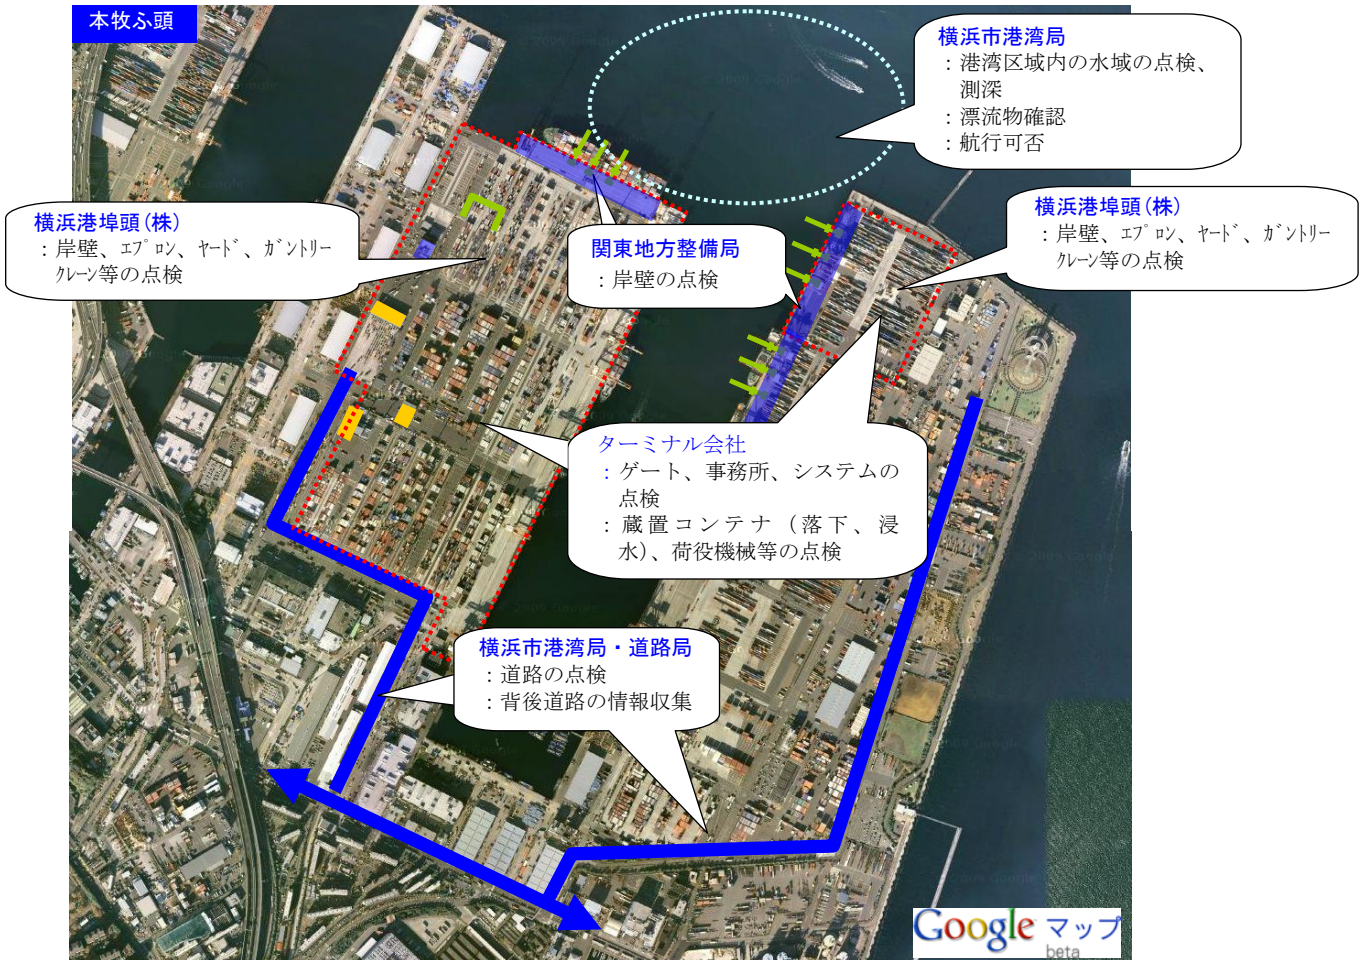 本牧ふ頭
横浜市港湾局
：港湾区域内の水域の点検、
測深
：漂流物確認
：航行可否
横浜港埠頭(株)
：岸壁、ｴﾌﾟﾛﾝ、ﾔｰﾄﾞ、ｶﾞﾝﾄﾘｰ
ｸﾚｰﾝ等の点検
関東地方整備局
：岸壁の点検
横浜港埠頭(株)
：岸壁、ｴﾌﾟﾛﾝ、ﾔｰﾄﾞ、ｶﾞﾝﾄﾘｰ
ｸﾚｰﾝ等の点検
ターミナル会社
：ゲート、事務所、システムの
点検
：蔵置コンテナ（落下、浸
水）、荷役機械等の点検
横浜市港湾局・道路局
：道路の点検
：背後道路の情報収集
Google マップ
beta